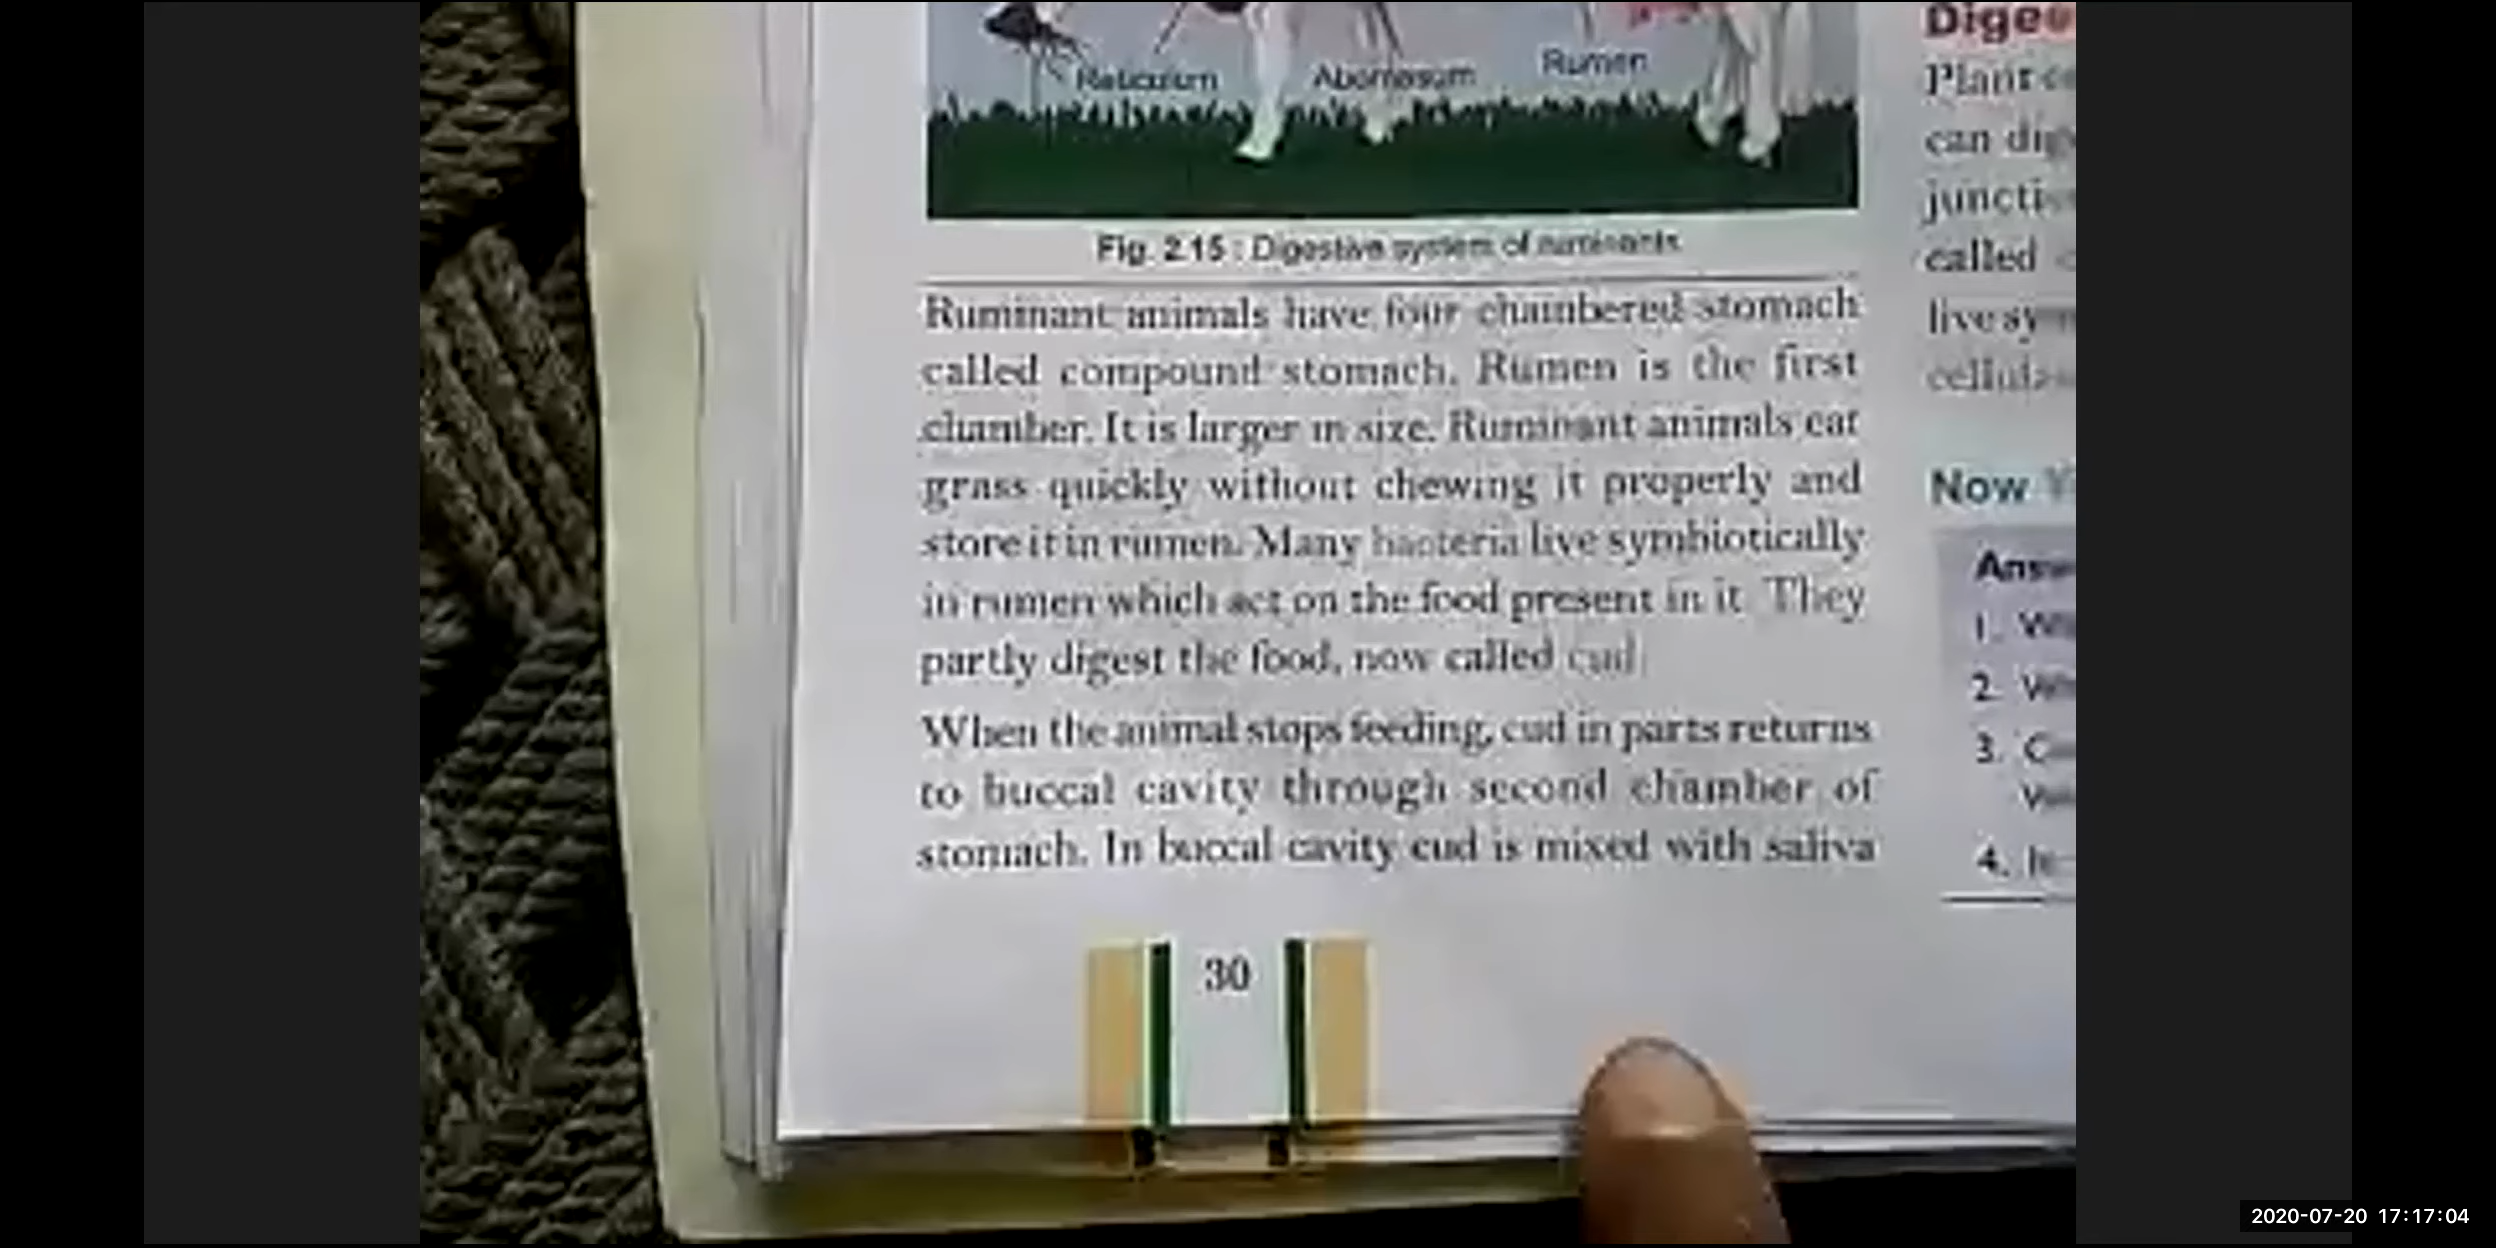 Reticulum
Abomasum
Rumen
Fig. 2.15 : Digestive system of ruminants
Ruminant animals have four chambered stomach
called compound stomach. Rumen is the first
chamber. It is larger in size. Ruminant animals eat
grass quickly without chewing it properly and
store it in rumen. Many bacteria live symbiotically
in rumen which act on the food present in it. They
partly digest the food, now called cud.
When the animal stops feeding, cud in parts returns
to buccal cavity through second chamber of
stomach. In buccal cavity cud is mixed with saliva
30
Plant
can
called
live
Now
1.
2.
3.
4.
2020-07-20 17:17:04